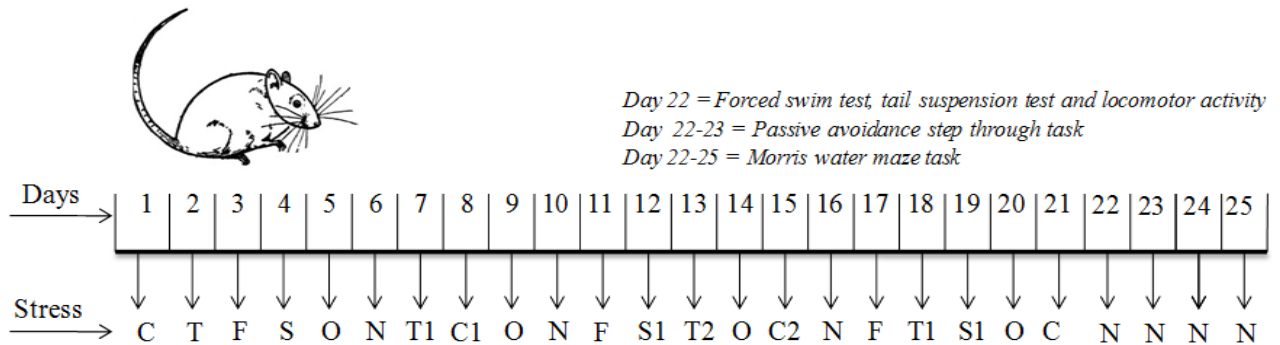 Day 22 = Forced swim test, tail suspension test and locomotor activity
Day 22-23 = Passive avoidance step through task
Day 22-25 = Morris water maze task
Days 1 2 3 4 5 6 7 8 9 10 11 12 13 14 15 16 17 18 19 20 21 22 23 24 25
Stress C T F S O N T1 C1 O N F S1 T2 O C2 N F T1 S1 O C N N N N